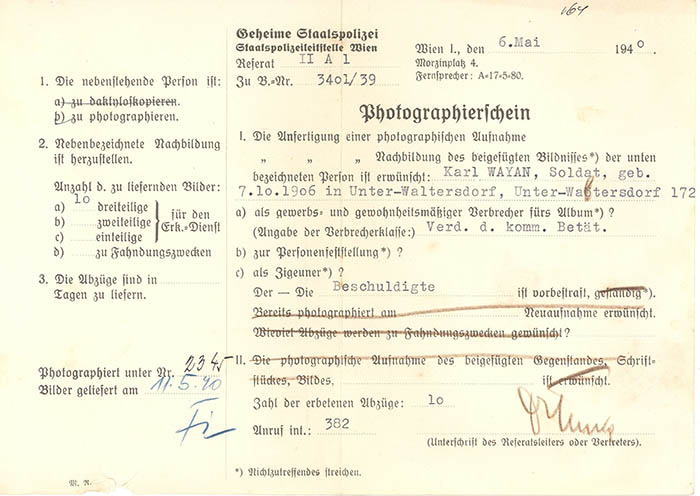 164
Geheime Staatspolizei
Staatspolizeileitstelle Wien
Referat II A 1
Zu B.=Nr. 3401/39
Wien I., den 6.Mai 1940.
Morzinplatz 4.
Fernsprecher: A=17=5=80.
1. Die nebenstehende Person ist:
a) zu daktyloskopieren.
b) zu photographieren.
2. Nebenbezeichnete Nachbildung
ist herzustellen.
Anzahl d. zu liefernden Bilder:
a) 10 dreiteilige
b) zweiteilige
c) einteilige
für den
Erk.=Dienst
d) zu Fahndungszwecken
3. Die Abzüge sind in
Tagen zu liefern.
Photographiert unter Nr. 2345
Bilder geliefert am 11.5.40
M. R.
Photographierschein
I. Die Anfertigung einer photographischen Aufnahme
„ „ „ Nachbildung des beigefügten Bildnisses*) der unten
bezeichneten Person ist erwünscht: Karl WAYAN, Soldat, geb.
7.10.1906 in Unter-Waltersdorf, Unter-Waltersdorf 172
a) als gewerbs= und gewohnheitsmäßiger Verbrecher fürs Album*) ?
(Angabe der Verbrecherklasse:) Verd. d. komm. Betät.
b) zur Personenfeststellung*) ?
c) als Zigeuner*) ?
Der — Die Beschuldigte ist vorbestraft, geständig*).
Bereits photographiert am Neuaufnahme erwünscht.
Wieviel Abzüge werden zu Fahndungszwecken gewünscht?
II. Die photographische Aufnahme des beigefügten Gegenstandes, Schrift=
stückes, Bildes, ist erwünscht.
Zahl der erbetenen Abzüge: 10
Anruf int.: 382
(Unterschrift des Referatsleiters oder Vertreters).
*) Nichtzutreffendes streichen.